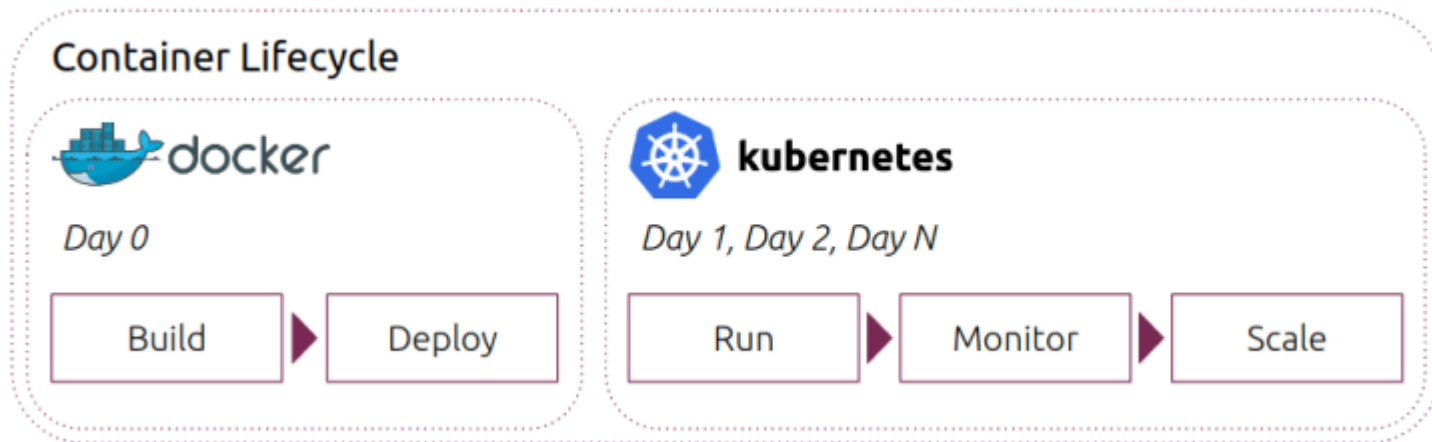 Container Lifecycle
docker
Day 0
Build
Deploy
kubernetes
Day 1, Day 2, Day N
Run
Monitor
Scale